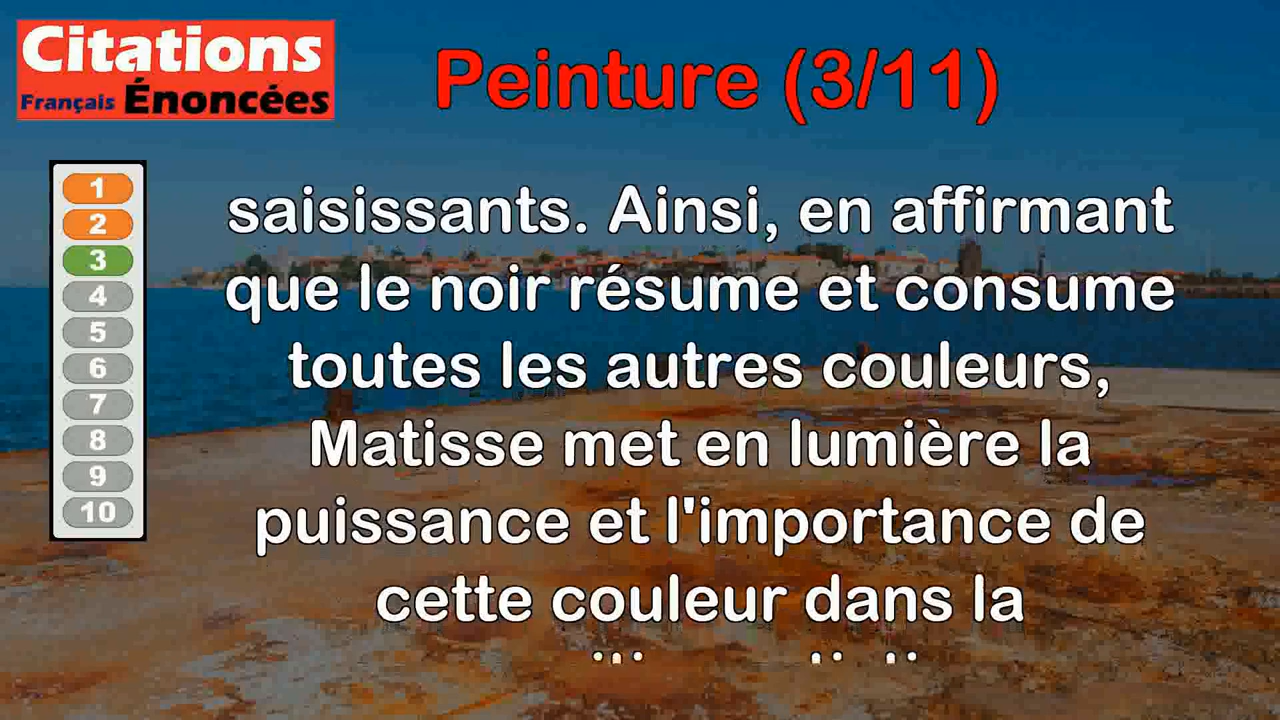 Citations
Français Énoncées
Peinture (3/11)
1
2
3
4
5
6
7
8
9
10
saisissants. Ainsi, en affirmant
que le noir résume et consume
toutes les autres couleurs,
Matisse met en lumière la
puissance et l'importance de
cette couleur dans la